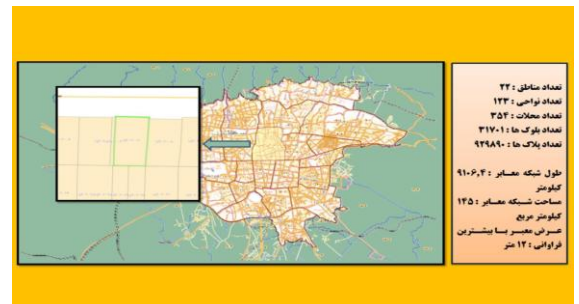 تعداد مناطق : ۲۲
تعداد نواحی : ۱۲۳
تعداد محلات : ۳۵۴
تعداد بلوک ها : ۳۱۷۰۱
تعداد پلاک ها : ۹۲۹۸۹۰
طول شبکه معابر : ۹۱۰۶,۴
کیلومتر
مساحت شبکه معابر : ۱۴۵
کیلومتر مربع
عرض معبر با بیشترین
فراوانی : ۱۲ متر